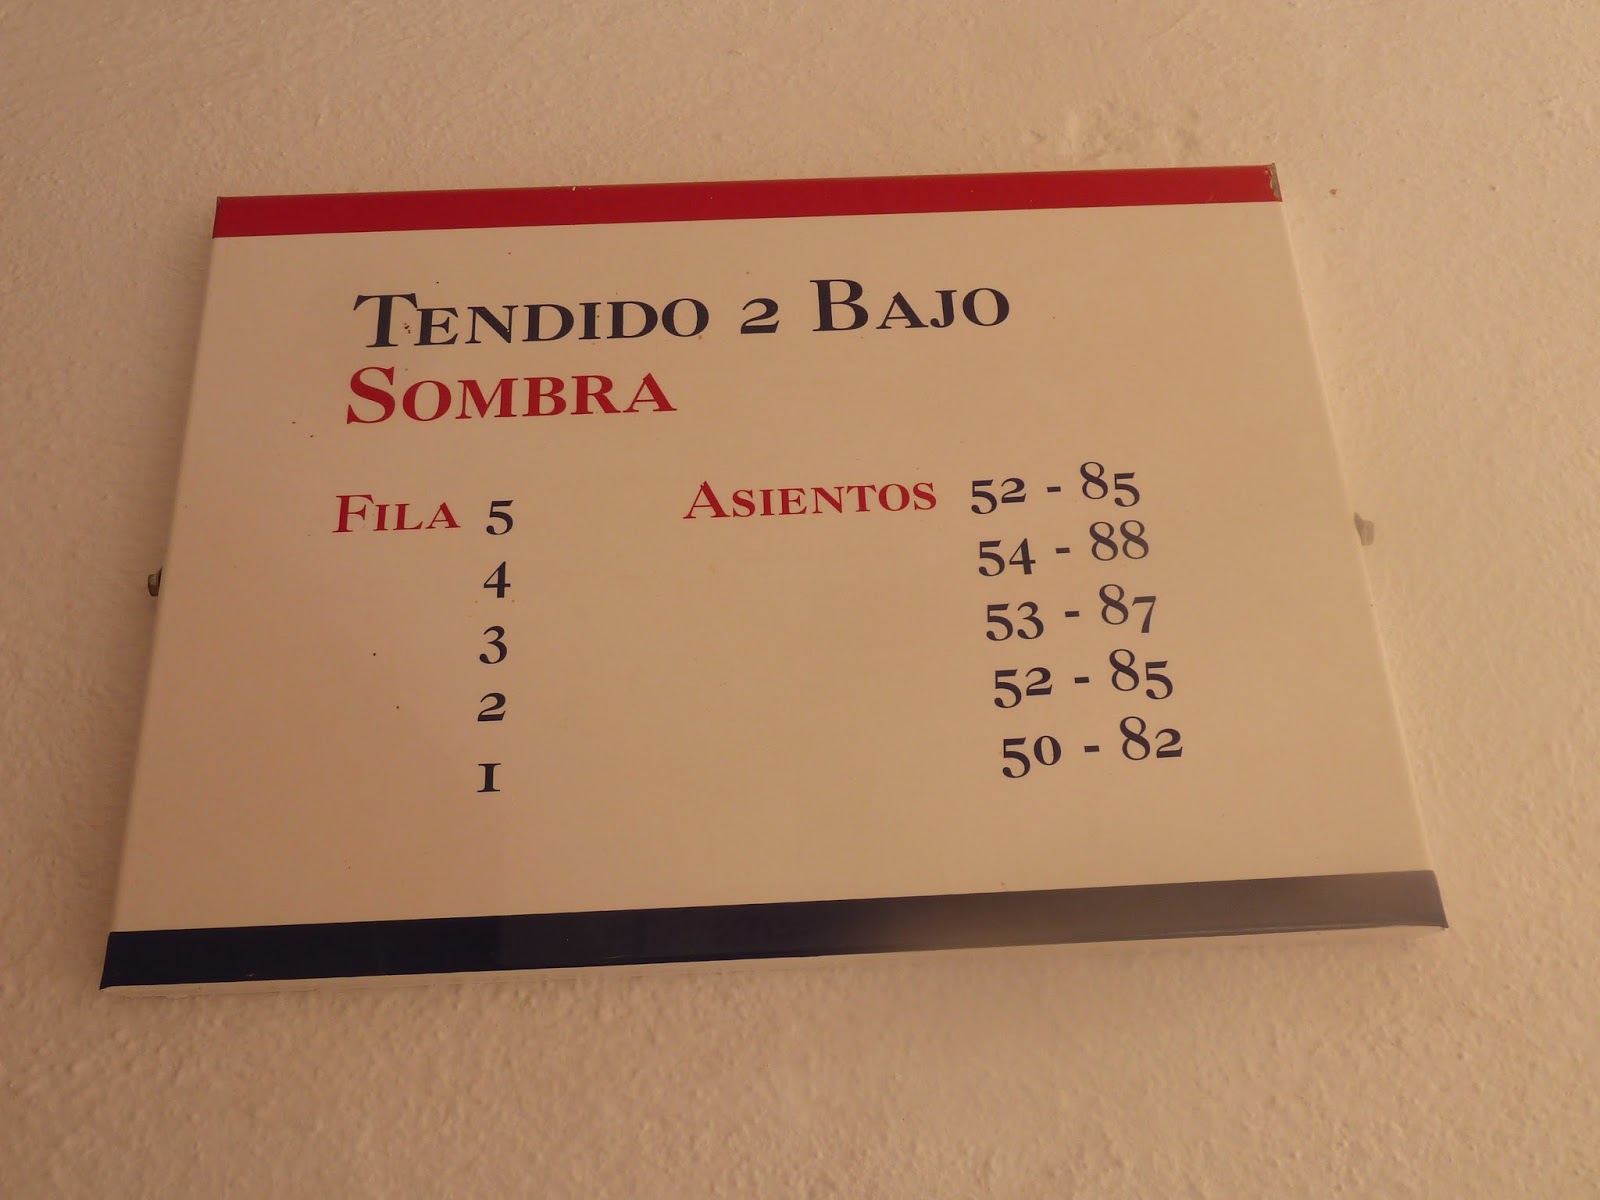 Tendido 2 Bajo
Sombra
Fila 5 Asientos 52 - 85
4 54 - 88
3 53 - 87
2 52 - 85
1 50 - 82